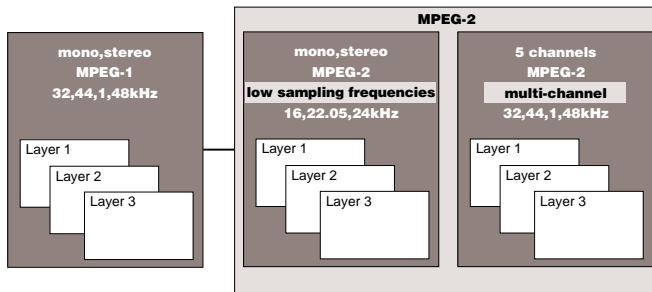 MPEG-2
mono,stereo
MPEG-1
32,44,1,48kHz
Layer 1
Layer 2
Layer 3
mono,stereo
MPEG-2
low sampling frequencies
16,22.05,24kHz
Layer 1
Layer 2
Layer 3
5 channels
MPEG-2
multi-channel
32,44,1,48kHz
Layer 1
Layer 2
Layer 3